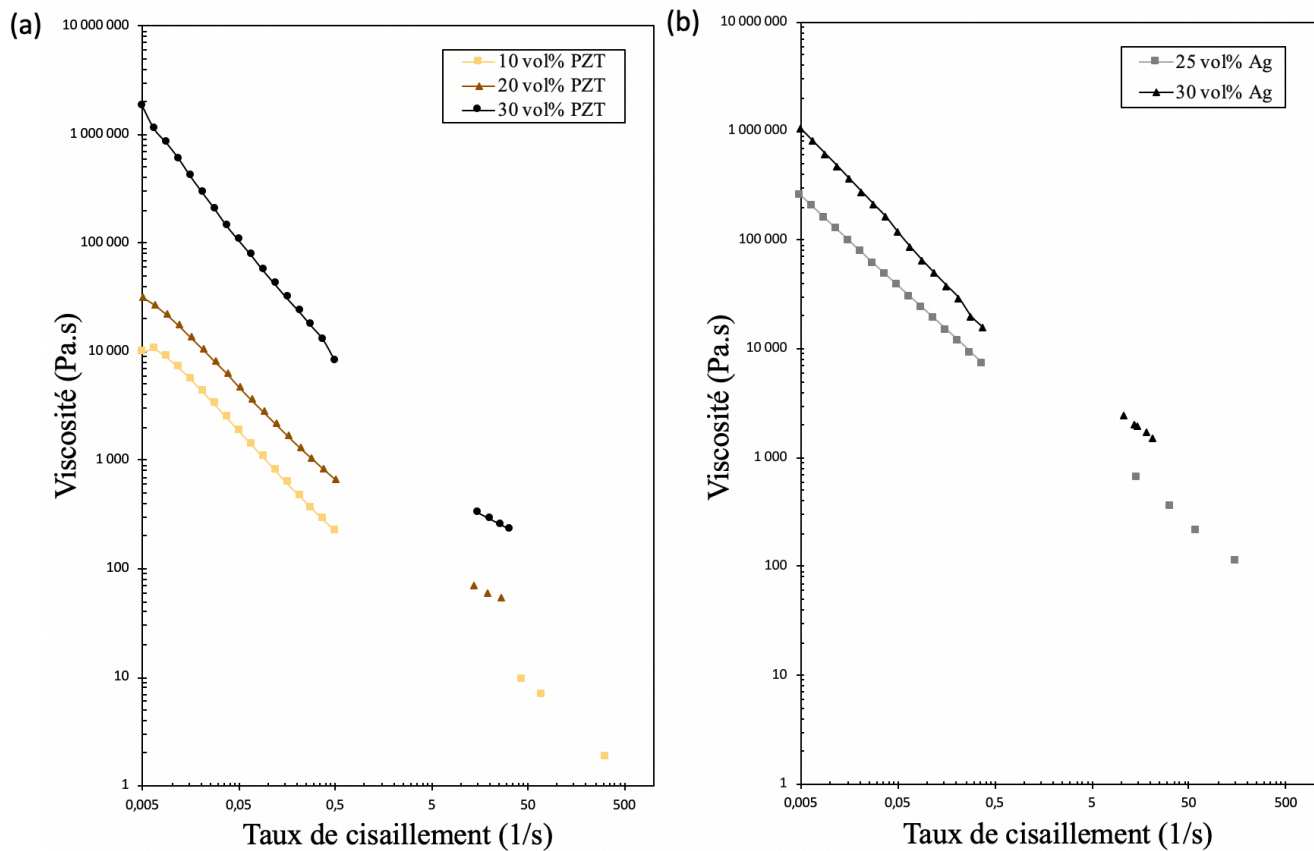 (a)
10 000 000
1 000 000
100 000
10 000
1 000
100
10
1
Viscosité (Pa.s)
10 vol% PZT
20 vol% PZT
30 vol% PZT
0,005
0,05
0,5
5
50
500
Taux de cisaillement (1/s)
(b)
10 000 000
1 000 000
100 000
10 000
1 000
100
10
1
Viscosité (Pa.s)
25 vol% Ag
30 vol% Ag
0,005
0,05
0,5
5
50
500
Taux de cisaillement (1/s)